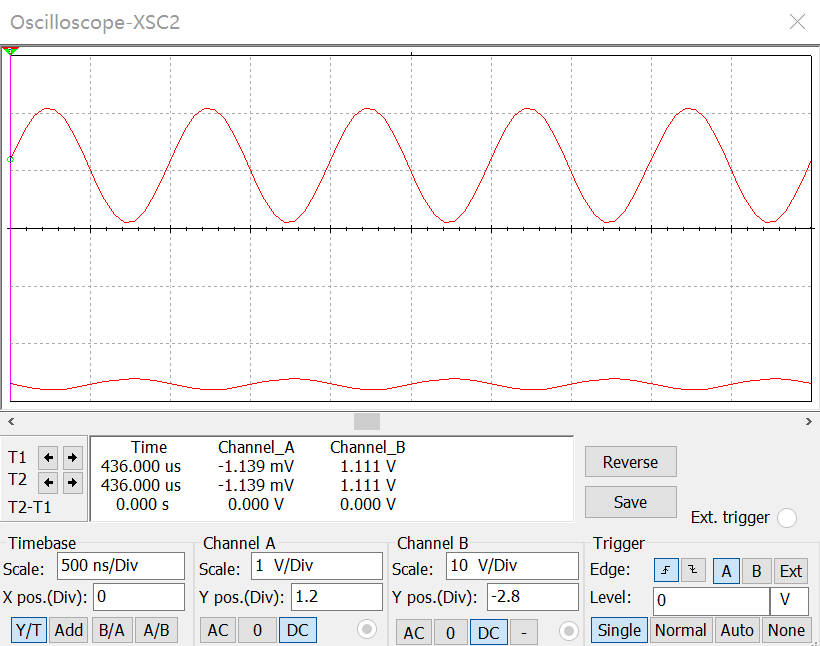 Oscilloscope-XSC2
T1
T2
T2-T1
Time Channel_A Channel_B
436.000 us -1.139 mV 1.111 V
436.000 us -1.139 mV 1.111 V
0.000 s 0.000 V 0.000 V
Reverse
Save
Ext. trigger
Timebase
Scale: 500 ns/Div
X pos.(Div): 0
Y/T Add B/A A/B
Channel A
Scale: 1 V/Div
Y pos.(Div): 1.2
AC 0 DC
Channel B
Scale: 10 V/Div
Y pos.(Div): -2.8
AC 0 DC -
Trigger
Edge: A B Ext
Level: 0 V
Single Normal Auto None